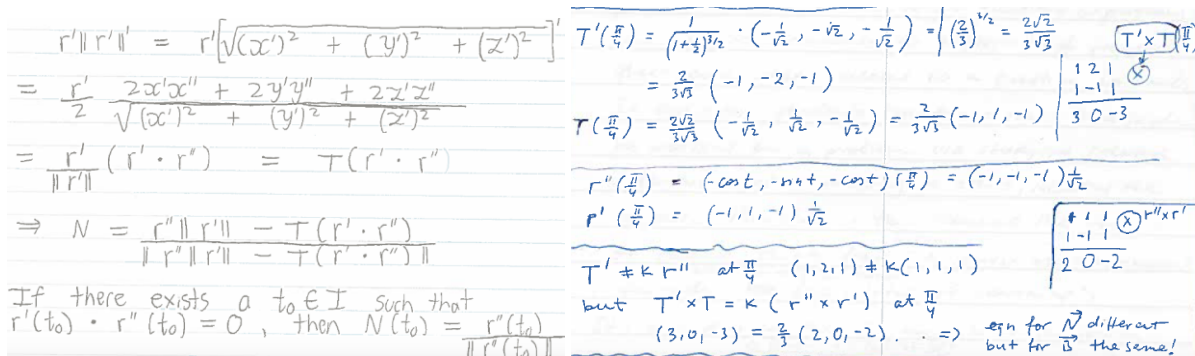 r'‖r'‖' = r'[√((x')² + (y')² + (z')²)]'
= r'/2 (2x'x'' + 2y'y'' + 2z'z'')/√((x')² + (y')² + (z')²)
= r'/‖r'‖ (r' · r'') = T(r' · r'')
⇒ N = (r''‖r'‖ − T(r' · r''))/‖r''‖r'‖ − T(r' · r'')‖
If there exists a t₀ ∈ I such that
r'(t₀) · r''(t₀) = 0, then N(t₀) = r''(t₀)/‖r''(t₀)‖
T'(π/4) = 1/(1+½)^(3/2) · (−1/√2, −√2, −1/√2) = | (2/3)^(3/2) = 2√2/3√3
= 2/3√3 (−1, −2, −1)
T(π/4) = 2√2/3√3 (−1/√2, 1/√2, −1/√2) = 2/3√3 (−1, 1, −1)
T'×T (π/4)
1 2 1 ⊗
1 −1 1
3 0 −3
r''(π/4) = (−cost, −sint, −cost)(π/4) = (−1, −1, −1) 1/√2
r'(π/4) = (−1, 1, −1) 1/√2
1 1 1 ⊗ r''×r'
1 −1 1
2 0 −2
T' ≠ K r'' at π/4 (1, 2, 1) ≠ K(1, 1, 1)
but T'×T = K (r''×r') at π/4
(3, 0, −3) = 2/3 (2, 0, −2). . ⇒ eqn for N⃗ different
but for B⃗ the same!